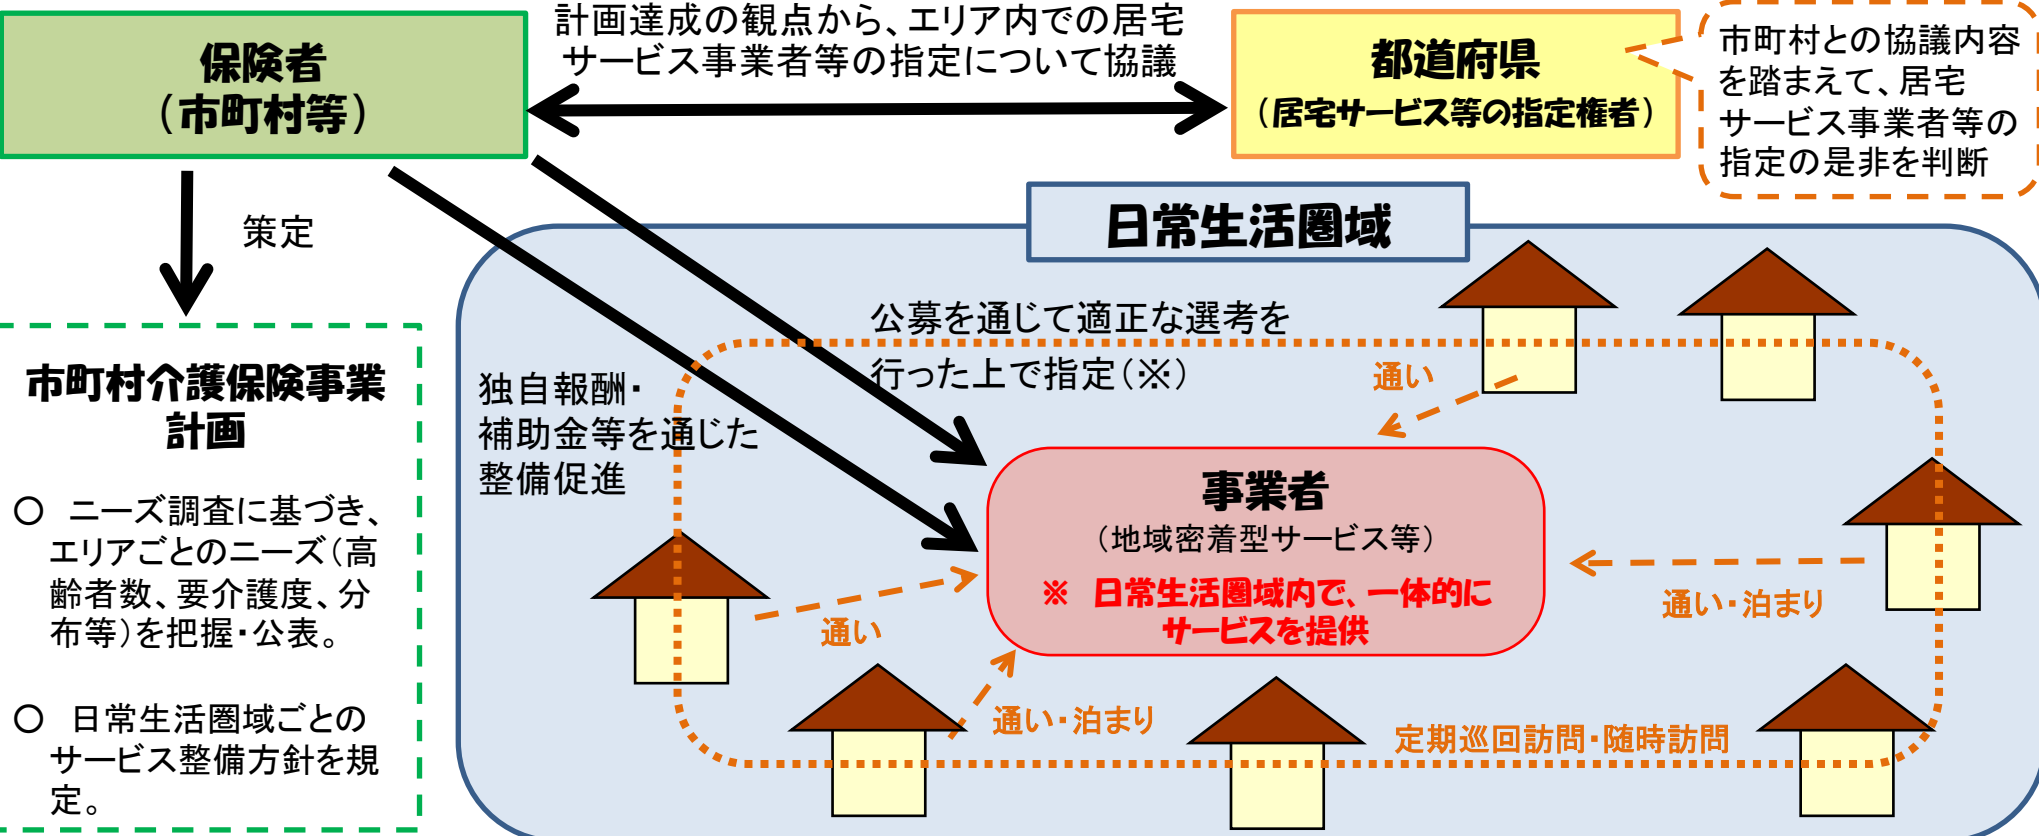 保険者
（市町村等）
計画達成の観点から、エリア内での居宅
サービス事業者等の指定について協議
都道府県
（居宅サービス等の指定権者）
市町村との協議内容
を踏まえて、居宅
サービス事業者等の
指定の是非を判断
策定
市町村介護保険事業
計画
○　ニーズ調査に基づき、
エリアごとのニーズ（高
齢者数、要介護度、分
布等）を把握・公表。
○　日常生活圏域ごとの
サービス整備方針を規
定。
日常生活圏域
公募を通じて適正な選考を
行った上で指定（※）
独自報酬・
補助金等を通じた
整備促進
通い
事業者
（地域密着型サービス等）
※　日常生活圏域内で、一体的に
サービスを提供
通い・泊まり
通い
通い・泊まり
定期巡回訪問・随時訪問